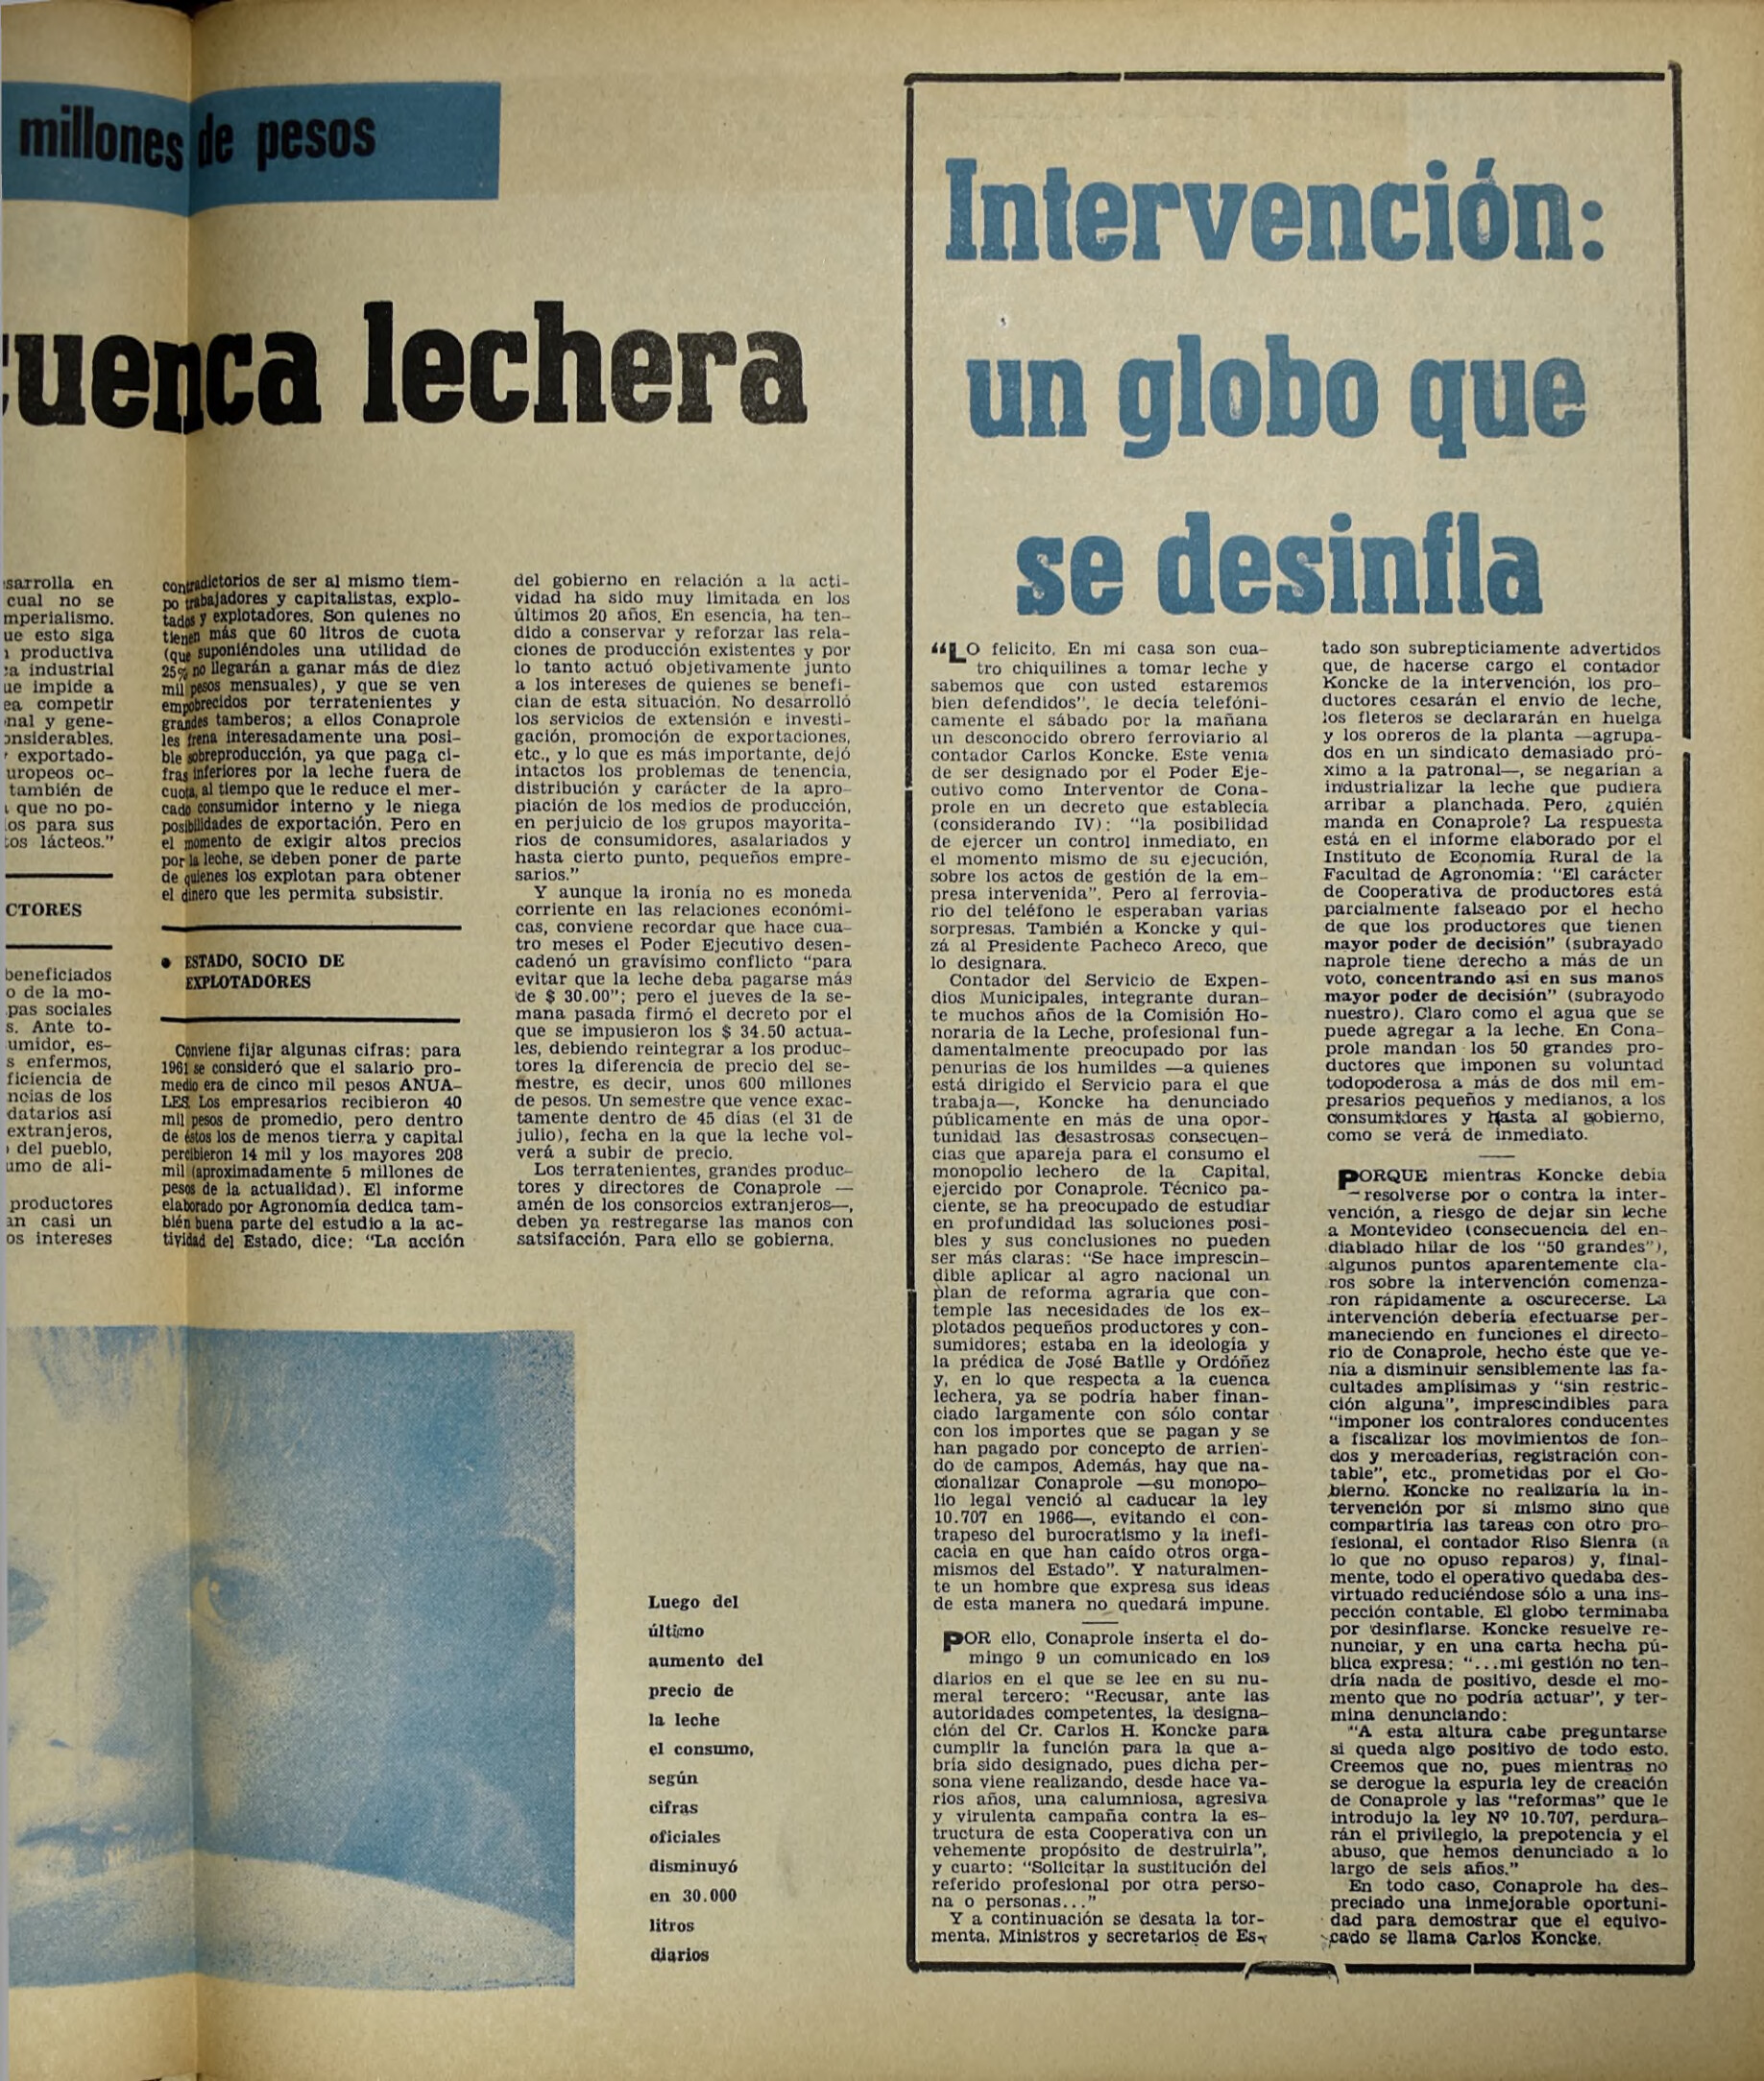 millones de pesos
cuenca lechera
sarrolla en
cual no se
mperialismo.
ue esto siga
productiva
a industrial
ue impide a
ea competir
nal y gene-
onsiderables.
exportado-
uropeos oc-
también de
que no po-
os para sus
tos lácteos."
CTORES
beneficiados
o de la mo-
pas sociales
s. Ante to-
umidor, es-
s enfermos,
ficiencia de
ncias de los
datarios así
extranjeros,
del pueblo,
umo de ali-
productores
an casi un
os intereses
contradictorios de ser al mismo tiem-
po trabajadores y capitalistas, explo-
tados y explotadores. Son quienes no
tienen más que 60 litros de cuota
(que suponiéndoles una utilidad de
25% no llegarán a ganar más de diez
mil pesos mensuales), y que se ven
empobrecidos por terratenientes y
grandes tamberos; a ellos Conaprole
les frena interesadamente una posi-
ble sobreproducción, ya que paga ci-
fras inferiores por la leche fuera de
cuota, al tiempo que le reduce el mer-
cado consumidor interno y le niega
posibilidades de exportación. Pero en
el momento de exigir altos precios
por la leche, se deben poner de parte
de quienes los explotan para obtener
el dinero que les permita subsistir.
● ESTADO, SOCIO DE
EXPLOTADORES
Conviene fijar algunas cifras: para
1961 se consideró que el salario pro-
medio era de cinco mil pesos ANUA-
LES. Los empresarios recibieron 40
mil pesos de promedio, pero dentro
de éstos los de menos tierra y capital
percibieron 14 mil y los mayores 208
mil (aproximadamente 5 millones de
pesos de la actualidad). El informe
elaborado por Agronomía dedica tam-
bién buena parte del estudio a la ac-
tividad del Estado, dice: "La acción
del gobierno en relación a la acti-
vidad ha sido muy limitada en los
últimos 20 años. En esencia, ha ten-
dido a conservar y reforzar las rela-
ciones de producción existentes y por
lo tanto actuó objetivamente junto
a los intereses de quienes se benefi-
cian de esta situación. No desarrolló
los servicios de extensión e investi-
gación, promoción de exportaciones,
etc., y lo que es más importante, dejó
intactos los problemas de tenencia,
distribución y carácter de la apro-
piación de los medios de producción,
en perjuicio de los grupos mayorita-
rios de consumidores, asalariados y
hasta cierto punto, pequeños empre-
sarios."
Y aunque la ironía no es moneda
corriente en las relaciones económi-
cas, conviene recordar que hace cua-
tro meses el Poder Ejecutivo desen-
cadenó un gravísimo conflicto "para
evitar que la leche deba pagarse más
de $ 30.00"; pero el jueves de la se-
mana pasada firmó el decreto por el
que se impusieron los $ 34.50 actua-
les, debiendo reintegrar a los produc-
tores la diferencia de precio del se-
mestre, es decir, unos 600 millones
de pesos. Un semestre que vence exac-
tamente dentro de 45 días (el 31 de
julio), fecha en la que la leche vol-
verá a subir de precio.
Los terratenientes, grandes produc-
tores y directores de Conaprole —
amén de los consorcios extranjeros—,
deben ya restregarse las manos con
satsifacción. Para ello se gobierna.
Luego del
último
aumento del
precio de
la leche
el consumo,
según
cifras
oficiales
disminuyó
en 30.000
litros
diarios
Intervención:
un globo que
se desinfla
"LO felicito. En mi casa son cua-
tro chiquilines a tomar leche y
sabemos que con usted estaremos
bien defendidos", le decía telefóni-
camente el sábado por la mañana
un desconocido obrero ferroviario al
contador Carlos Koncke. Este venía
de ser designado por el Poder Eje-
cutivo como Interventor de Cona-
prole en un decreto que establecía
(considerando IV): "la posibilidad
de ejercer un control inmediato, en
el momento mismo de su ejecución,
sobre los actos de gestión de la em-
presa intervenida". Pero al ferrovia-
rio del teléfono le esperaban varias
sorpresas. También a Koncke y qui-
zá al Presidente Pacheco Areco, que
lo designara.
Contador del Servicio de Expen-
dios Municipales, integrante duran-
te muchos años de la Comisión Ho-
noraria de la Leche, profesional fun-
damentalmente preocupado por las
penurias de los humildes —a quienes
está dirigido el Servicio para el que
trabaja—, Koncke ha denunciado
públicamente en más de una opor-
tunidad las desastrosas consecuen-
cias que apareja para el consumo el
monopolio lechero de la Capital,
ejercido por Conaprole. Técnico pa-
ciente, se ha preocupado de estudiar
en profundidad las soluciones posi-
bles y sus conclusiones no pueden
ser más claras: "Se hace imprescin-
dible aplicar al agro nacional un
plan de reforma agraria que con-
temple las necesidades de los ex-
plotados pequeños productores y con-
sumidores; estaba en la ideología y
la prédica de José Batlle y Ordóñez
y, en lo que respecta a la cuenca
lechera, ya se podría haber finan-
ciado largamente con sólo contar
con los importes que se pagan y se
han pagado por concepto de arrien-
do de campos. Además, hay que na-
cionalizar Conaprole —su monopo-
lio legal venció al caducar la ley
10.707 en 1966—, evitando el con-
trapeso del burocratismo y la inefi-
cacia en que han caído otros orga-
mismos del Estado". Y naturalmen-
te un hombre que expresa sus ideas
de esta manera no quedará impune.
POR ello, Conaprole inserta el do-
mingo 9 un comunicado en los
diarios en el que se lee en su nu-
meral tercero: "Recusar, ante las
autoridades competentes, la designa-
ción del Cr. Carlos H. Koncke para
cumplir la función para la que a-
bría sido designado, pues dicha per-
sona viene realizando, desde hace va-
rios años, una calumniosa, agresiva
y virulenta campaña contra la es-
tructura de esta Cooperativa con un
vehemente propósito de destruirla",
y cuarto: "Solicitar la sustitución del
referido profesional por otra perso-
na o personas..."
Y a continuación se desata la tor-
menta. Ministros y secretarios de Es-
tado son subrepticiamente advertidos
que, de hacerse cargo el contador
Koncke de la intervención, los pro-
ductores cesarán el envío de leche,
los fleteros se declararán en huelga
y los obreros de la planta —agrupa-
dos en un sindicato demasiado pró-
ximo a la patronal—, se negarían a
industrializar la leche que pudiera
arribar a planchada. Pero, ¿quién
manda en Conaprole? La respuesta
está en el informe elaborado por el
Instituto de Economía Rural de la
Facultad de Agronomía: "El carácter
de Cooperativa de productores está
parcialmente falseado por el hecho
de que los productores que tienen
mayor poder de decisión" (subrayado
naprole tiene derecho a más de un
voto, concentrando así en sus manos
mayor poder de decisión" (subrayodo
nuestro). Claro como el agua que se
puede agregar a la leche. En Cona-
prole mandan los 50 grandes pro-
ductores que imponen su voluntad
todopoderosa a más de dos mil em-
presarios pequeños y medianos, a los
consumidores y hasta al gobierno,
como se verá de inmediato.
PORQUE mientras Koncke debía
resolverse por o contra la inter-
vención, a riesgo de dejar sin leche
a Montevideo (consecuencia del en-
diablado hilar de los "50 grandes"),
algunos puntos aparentemente cla-
ros sobre la intervención comenza-
ron rápidamente a oscurecerse. La
intervención debería efectuarse per-
maneciendo en funciones el directo-
rio de Conaprole, hecho éste que ve-
nía a disminuir sensiblemente las fa-
cultades amplísimas y "sin restric-
ción alguna", imprescindibles para
"imponer los contralores conducentes
a fiscalizar los movimientos de fon-
dos y mercaderías, registración con-
table", etc., prometidas por el Go-
bierno. Koncke no realizaría la in-
tervención por sí mismo sino que
compartiría las tareas con otro pro-
fesional, el contador Riso Sienra (a
lo que no opuso reparos) y, final-
mente, todo el operativo quedaba des-
virtuado reduciéndose sólo a una ins-
pección contable. El globo terminaba
por desinflarse. Koncke resuelve re-
nunciar, y en una carta hecha pú-
blica expresa: "...mi gestión no ten-
dría nada de positivo, desde el mo-
mento que no podría actuar", y ter-
mina denunciando:
"A esta altura cabe preguntarse
si queda algo positivo de todo esto.
Creemos que no, pues mientras no
se derogue la espuria ley de creación
de Conaprole y las "reformas" que le
introdujo la ley Nº 10.707, perdura-
rán el privilegio, la prepotencia y el
abuso, que hemos denunciado a lo
largo de seis años."
En todo caso, Conaprole ha des-
preciado una inmejorable oportuni-
dad para demostrar que el equivo-
cado se llama Carlos Koncke.